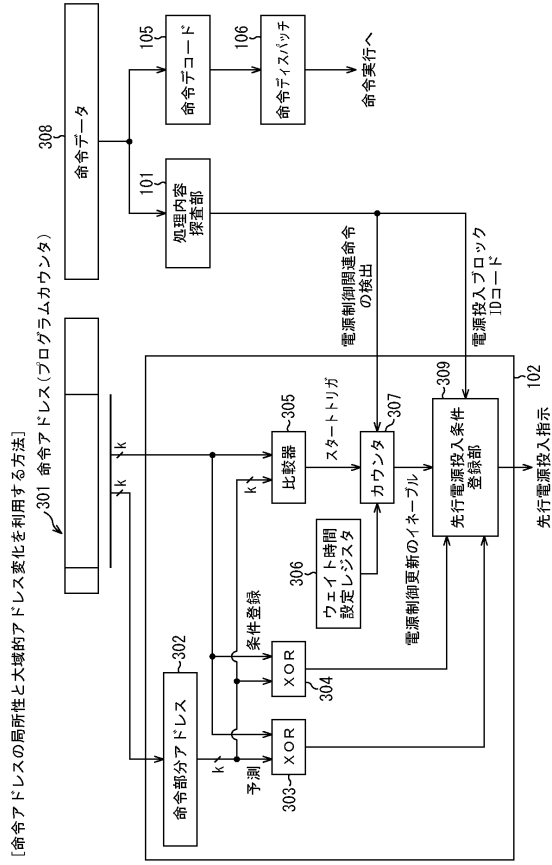 [命令アドレスの局所性と大域的アドレス変化を利用する方法]
301 命令アドレス(プログラムカウンタ)
308
命令データ
k
k
101
処理内容
探査部
105
命令デコード
106
命令ディスパッチ
命令実行へ
302
命令部分アドレス
k
予測
条件登録
k
303
XOR
304
XOR
305
比較器
スタートトリガ
306
ウェイト時間
設定レジスタ
307
カウンタ
電源制御関連命令
の検出
電源投入ブロック
IDコード
電源制御更新のイネーブル
309
先行電源投入条件
登録部
102
先行電源投入指示